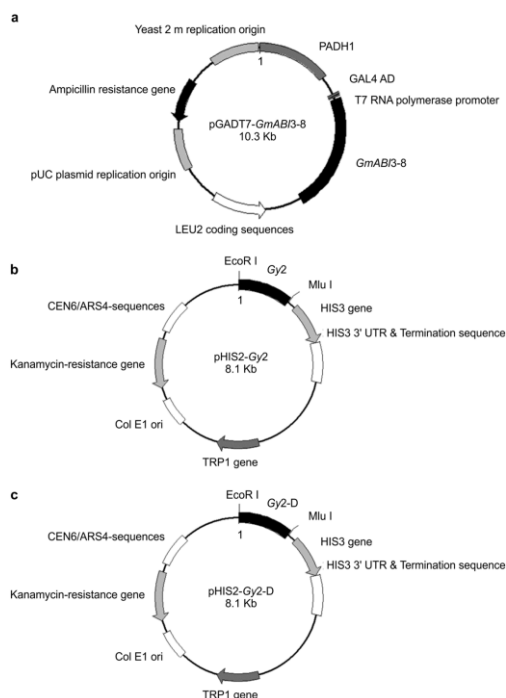 a
Yeast 2 m replication origin
PADH1
1
GAL4 AD
T7 RNA polymerase promoter
Ampicillin resistance gene
pGADT7-GmABI3-8
10.3 Kb
GmABI3-8
pUC plasmid replication origin
LEU2 coding sequences
b
EcoR I
Gy2
Mlu I
CEN6/ARS4-sequences
1
HIS3 gene
HIS3 3' UTR & Termination sequence
Kanamycin-resistance gene
pHIS2-Gy2
8.1 Kb
Col E1 ori
TRP1 gene
c
EcoR I
Gy2-D
Mlu I
CEN6/ARS4-sequences
1
HIS3 gene
HIS3 3' UTR & Termination sequence
Kanamycin-resistance gene
pHIS2-Gy2-D
8.1 Kb
Col E1 ori
TRP1 gene